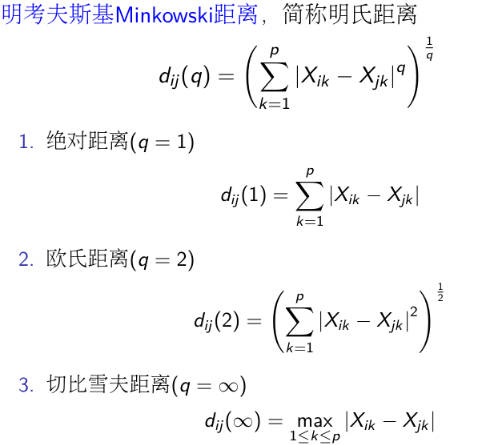 明考夫斯基Minkowski距离，简称明氏距离
d_{ij}(q) = \left( \sum_{k=1}^{p} |X_{ik} - X_{jk}|^q \right)^{\frac{1}{q}}
1. 绝对距离(q = 1)
d_{ij}(1) = \sum_{k=1}^{p} |X_{ik} - X_{jk}|
2. 欧氏距离(q = 2)
d_{ij}(2) = \left( \sum_{k=1}^{p} |X_{ik} - X_{jk}|^2 \right)^{\frac{1}{2}}
3. 切比雪夫距离(q = ∞)
d_{ij}(∞) = \max_{1≤k≤p} |X_{ik} - X_{jk}|